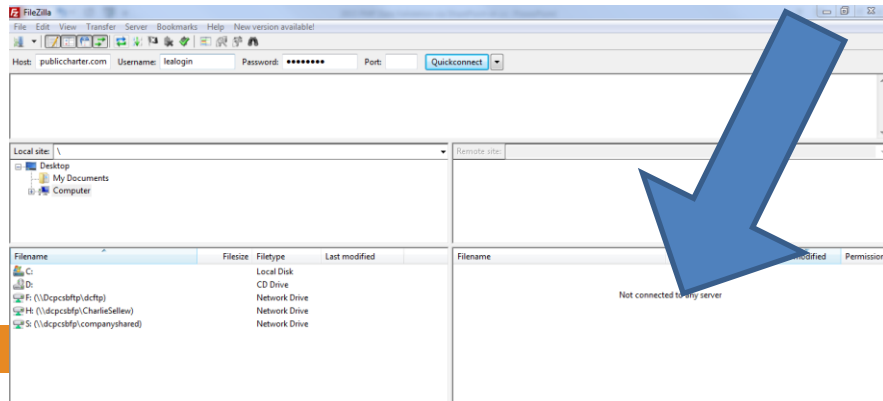 FileZilla
File Edit View Transfer Server Bookmarks Help New version available!
Host: publiccharter.com Username: lealogin Password: •••••••• Port: Quickconnect
Local site: \
Remote site:
Desktop
My Documents
Computer
Filename Filesize Filetype Last modified
Filename modified Permission
C: Local Disk
D: CD Drive
F: (\\Dcpcsbftp\dcftp) Network Drive
H: (\\dcpcsbfp\CharlieSellew) Network Drive
S: (\\dcpcsbfp\companyshared) Network Drive
Not connected to any server